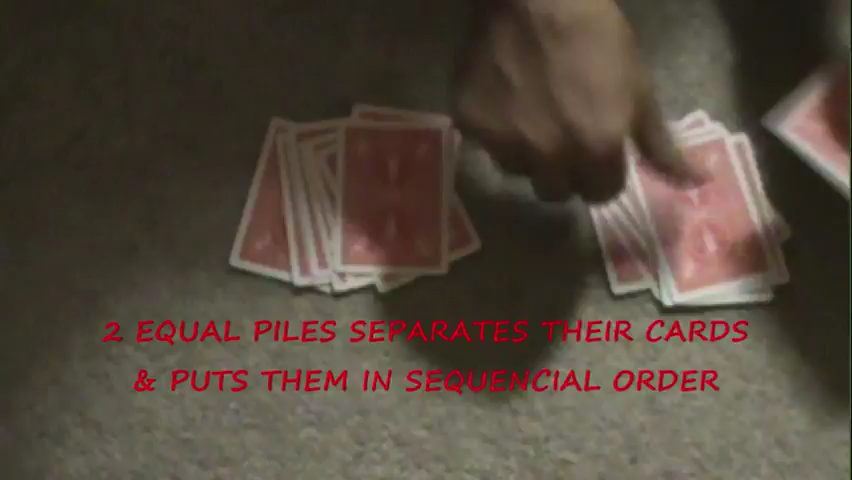 2 EQUAL PILES SEPARATES THEIR CARDS
& PUTS THEM IN SEQUENCIAL ORDER